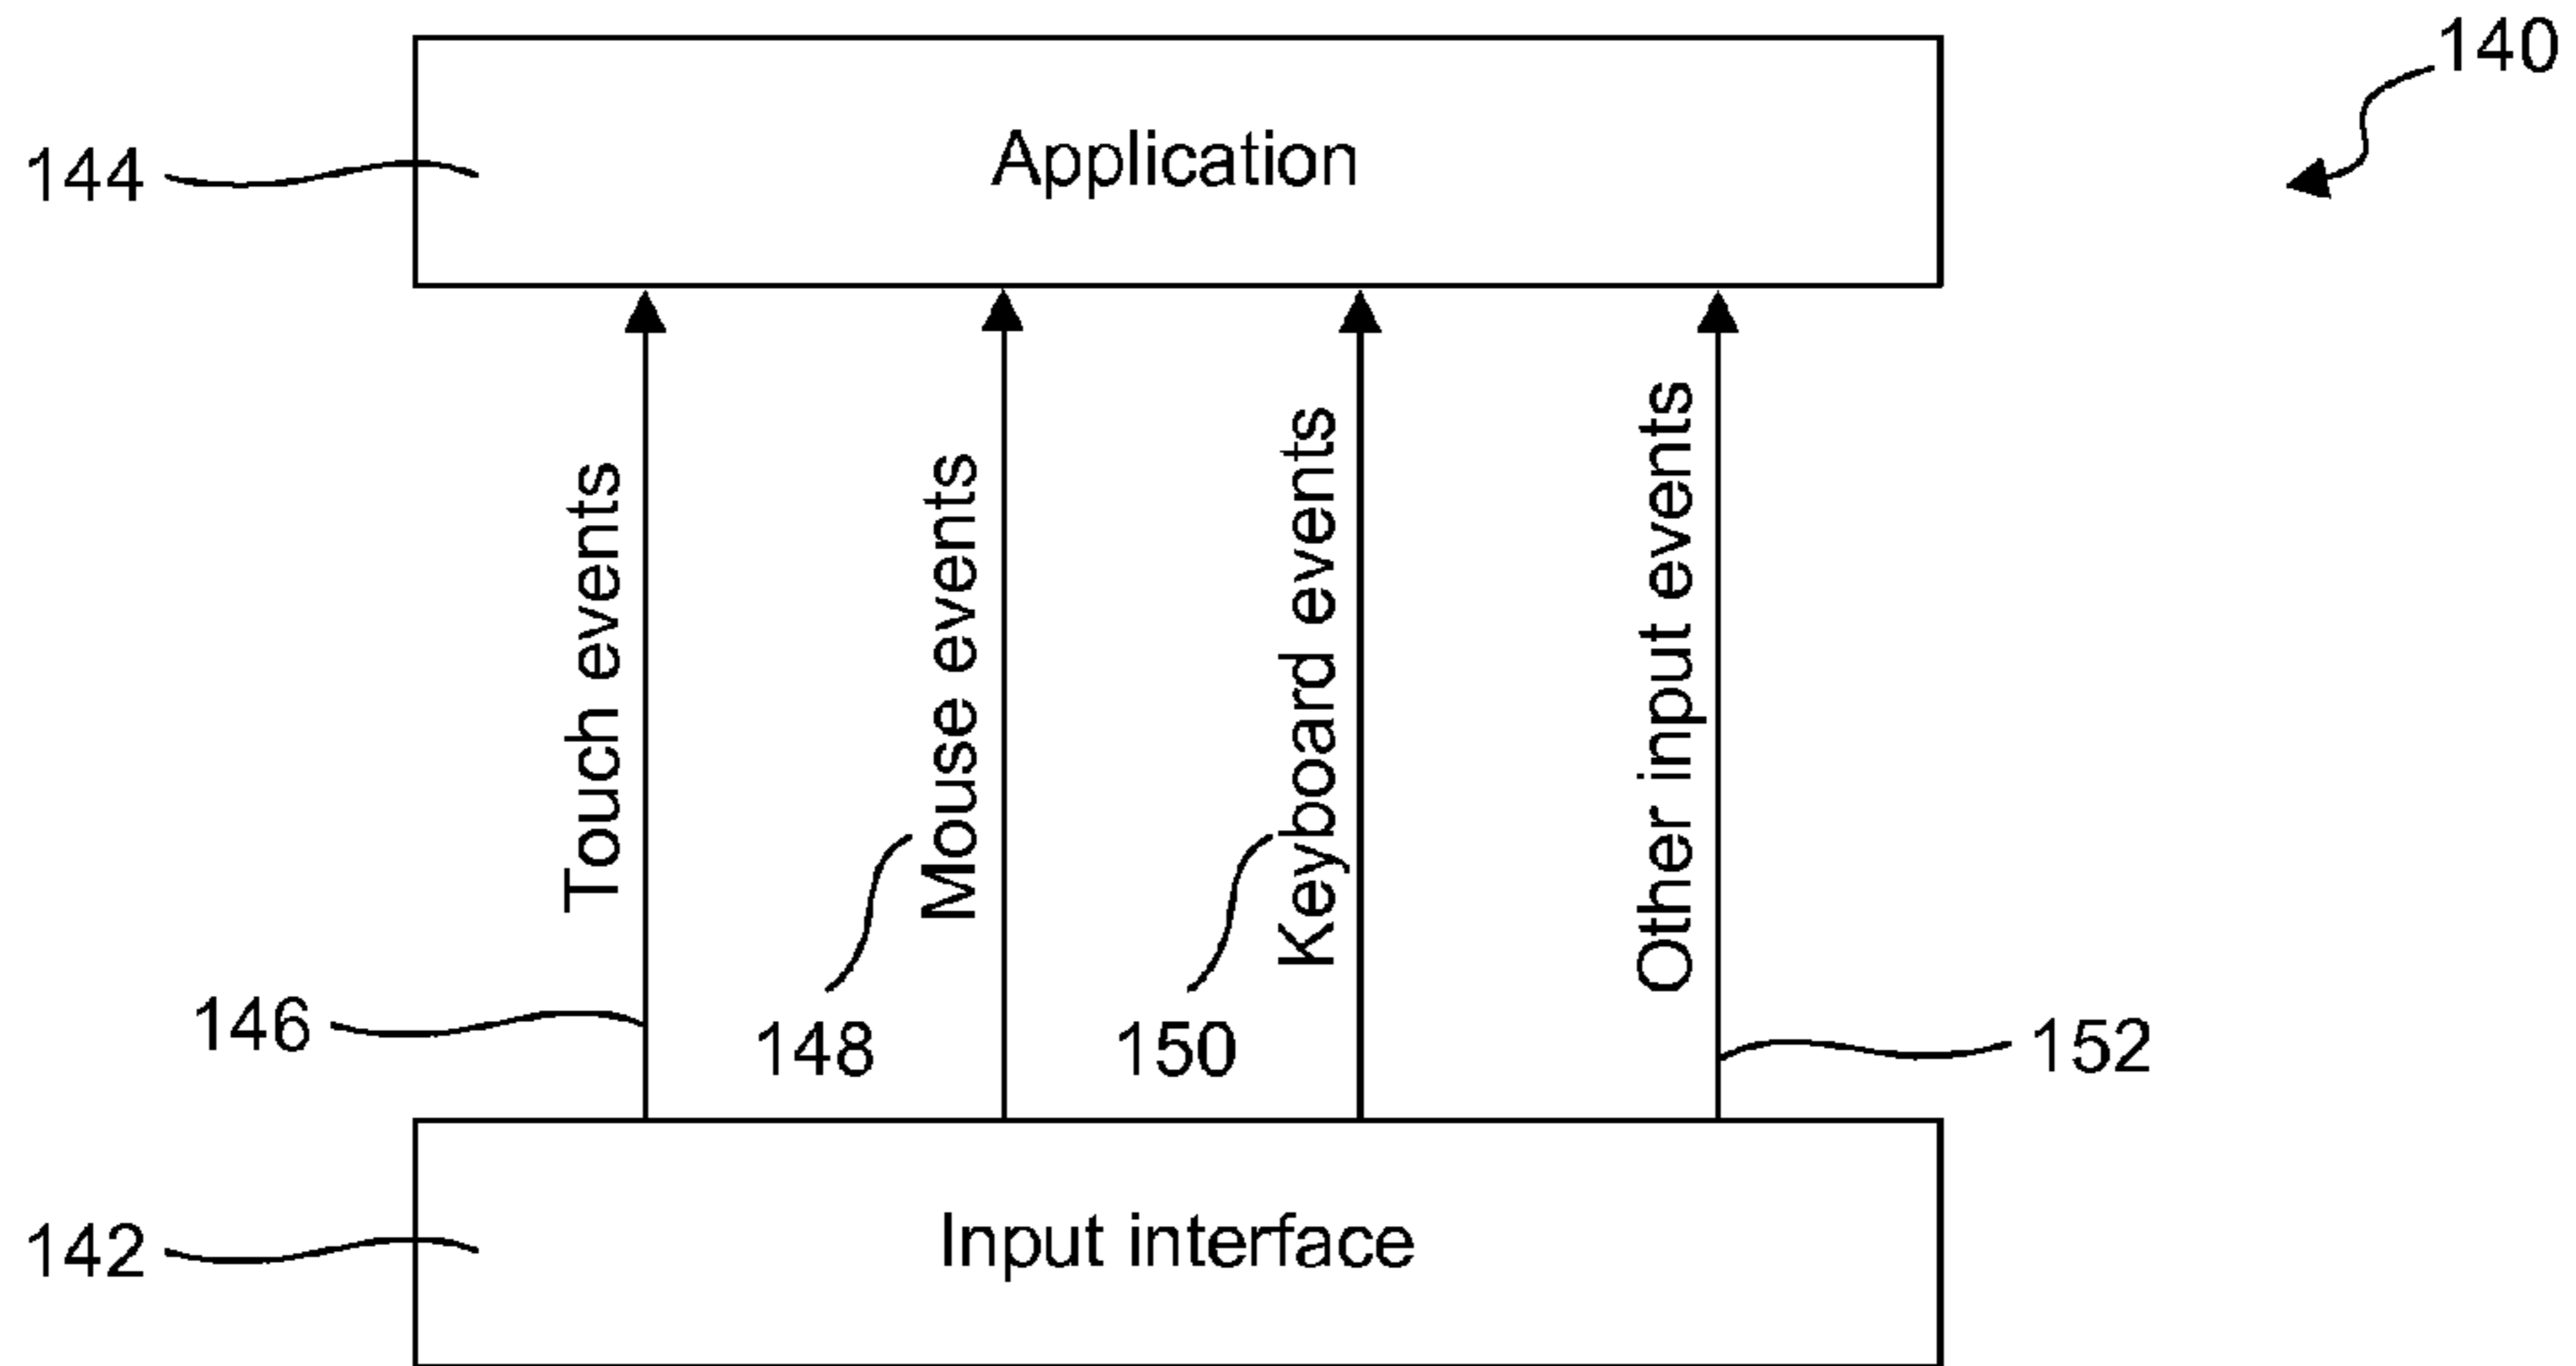 140
144
Application
Touch events
Mouse events
Keyboard events
Other input events
146
148
150
152
142
Input interface